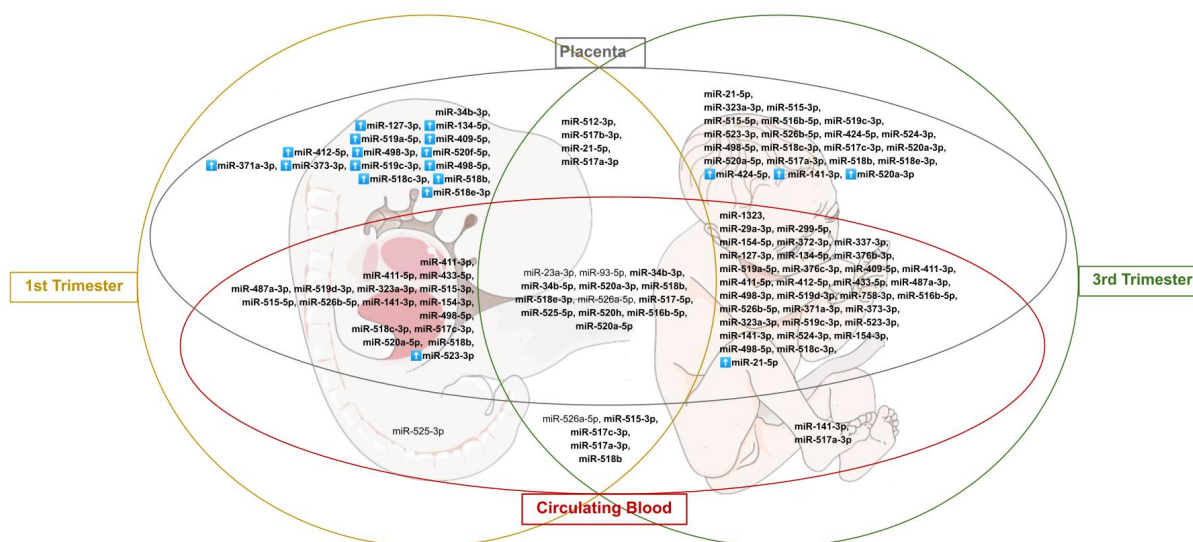 Placenta
miR-34b-3p,
⬆miR-127-3p, ⬆miR-134-5p,
⬆miR-519a-5p, ⬆miR-409-5p,
⬆miR-412-5p, ⬆miR-498-3p, ⬆miR-520f-5p,
⬆miR-371a-3p, ⬆miR-373-3p, ⬆miR-519c-3p, ⬆miR-498-5p,
⬆miR-518c-3p, ⬆miR-518b,
⬆miR-518e-3p
miR-512-3p,
miR-517b-3p,
miR-21-5p,
miR-517a-3p
miR-21-5p,
miR-323a-3p, miR-515-3p,
miR-515-5p, miR-516b-5p, miR-519c-3p,
miR-523-3p, miR-526b-5p, miR-424-5p, miR-524-3p,
miR-498-5p, miR-518c-3p, miR-517c-3p, miR-520a-3p,
miR-520a-5p, miR-517a-3p, miR-518b, miR-518e-3p,
⬆miR-424-5p, ⬆miR-141-3p, ⬆miR-520a-3p
1st Trimester
miR-411-3p,
miR-411-5p, miR-433-5p,
miR-487a-3p, miR-519d-3p, miR-323a-3p, miR-515-3p,
miR-515-5p, miR-526b-5p, miR-141-3p, miR-154-3p,
miR-498-5p,
miR-518c-3p, miR-517c-3p,
miR-520a-5p, miR-518b,
⬆miR-523-3p
miR-23a-3p, miR-93-5p, miR-34b-3p,
miR-34b-5p, miR-520a-3p, miR-518b,
miR-518e-3p, miR-526a-5p, miR-517-5p,
miR-525-5p, miR-520h, miR-516b-5p,
miR-520a-5p
miR-1323,
miR-29a-3p, miR-299-5p,
miR-154-5p, miR-372-3p, miR-337-3p,
miR-127-3p, miR-134-5p, miR-376b-3p,
miR-519a-5p, miR-376c-3p, miR-409-5p, miR-411-3p,
miR-411-5p, miR-412-5p, miR-433-5p, miR-487a-3p,
miR-498-3p, miR-519d-3p, miR-758-3p, miR-516b-5p,
miR-526b-5p, miR-371a-3p, miR-373-3p,
miR-323a-3p, miR-519c-3p, miR-523-3p,
miR-141-3p, miR-524-3p, miR-154-3p,
miR-498-5p, miR-518c-3p,
⬆miR-21-5p
3rd Trimester
miR-525-3p
miR-526a-5p, miR-515-3p,
miR-517c-3p,
miR-517a-3p,
miR-518b
miR-141-3p,
miR-517a-3p
Circulating Blood